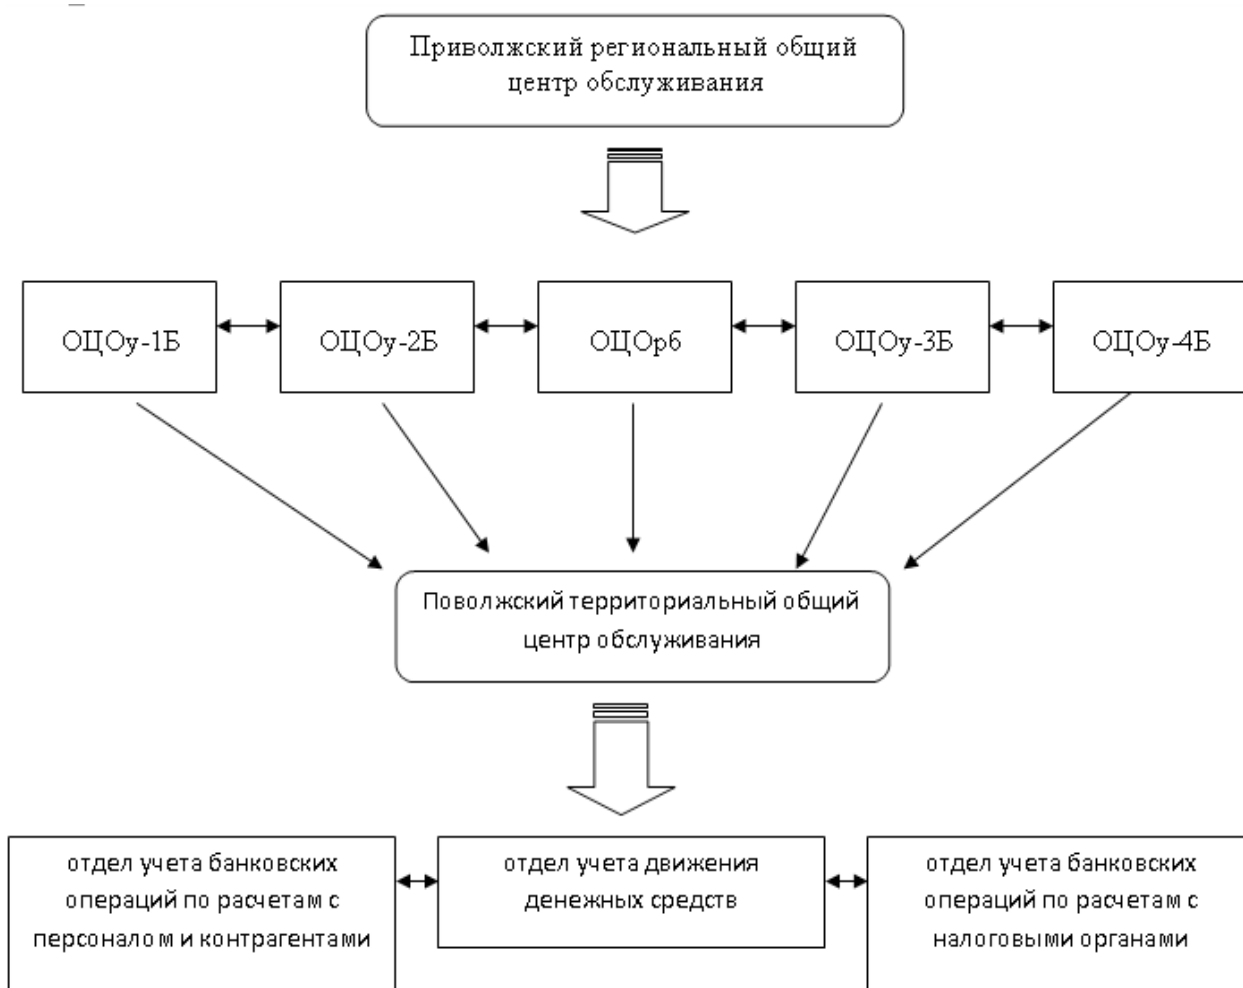 Приволжский региональный общий
центр обслуживания
ОЦОу-1Б
ОЦОу-2Б
ОЦОр6
ОЦОу-3Б
ОЦОу-4Б
Поволжский территориальный общий
центр обслуживания
отдел учета банковских
операций по расчетам с
персоналом и контрагентами
отдел учета движения
денежных средств
отдел учета банковских
операций по расчетам с
налоговыми органами